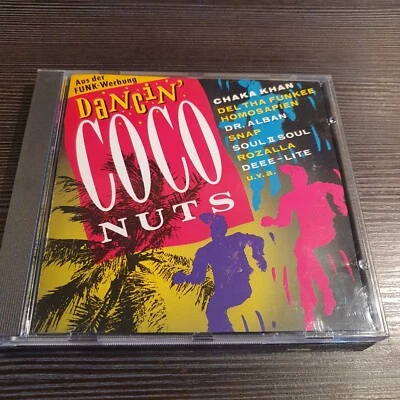 Aus der
FUNK-Werbung
DANCiN'
COCO
NUTS
CHAKA KHAN
DEL THA FUNKEE
HOMOSAPIEN
DR. ALBAN
SNAP
SOUL II SOUL
ROZALLA
DEEE-LITE
u.v.a.